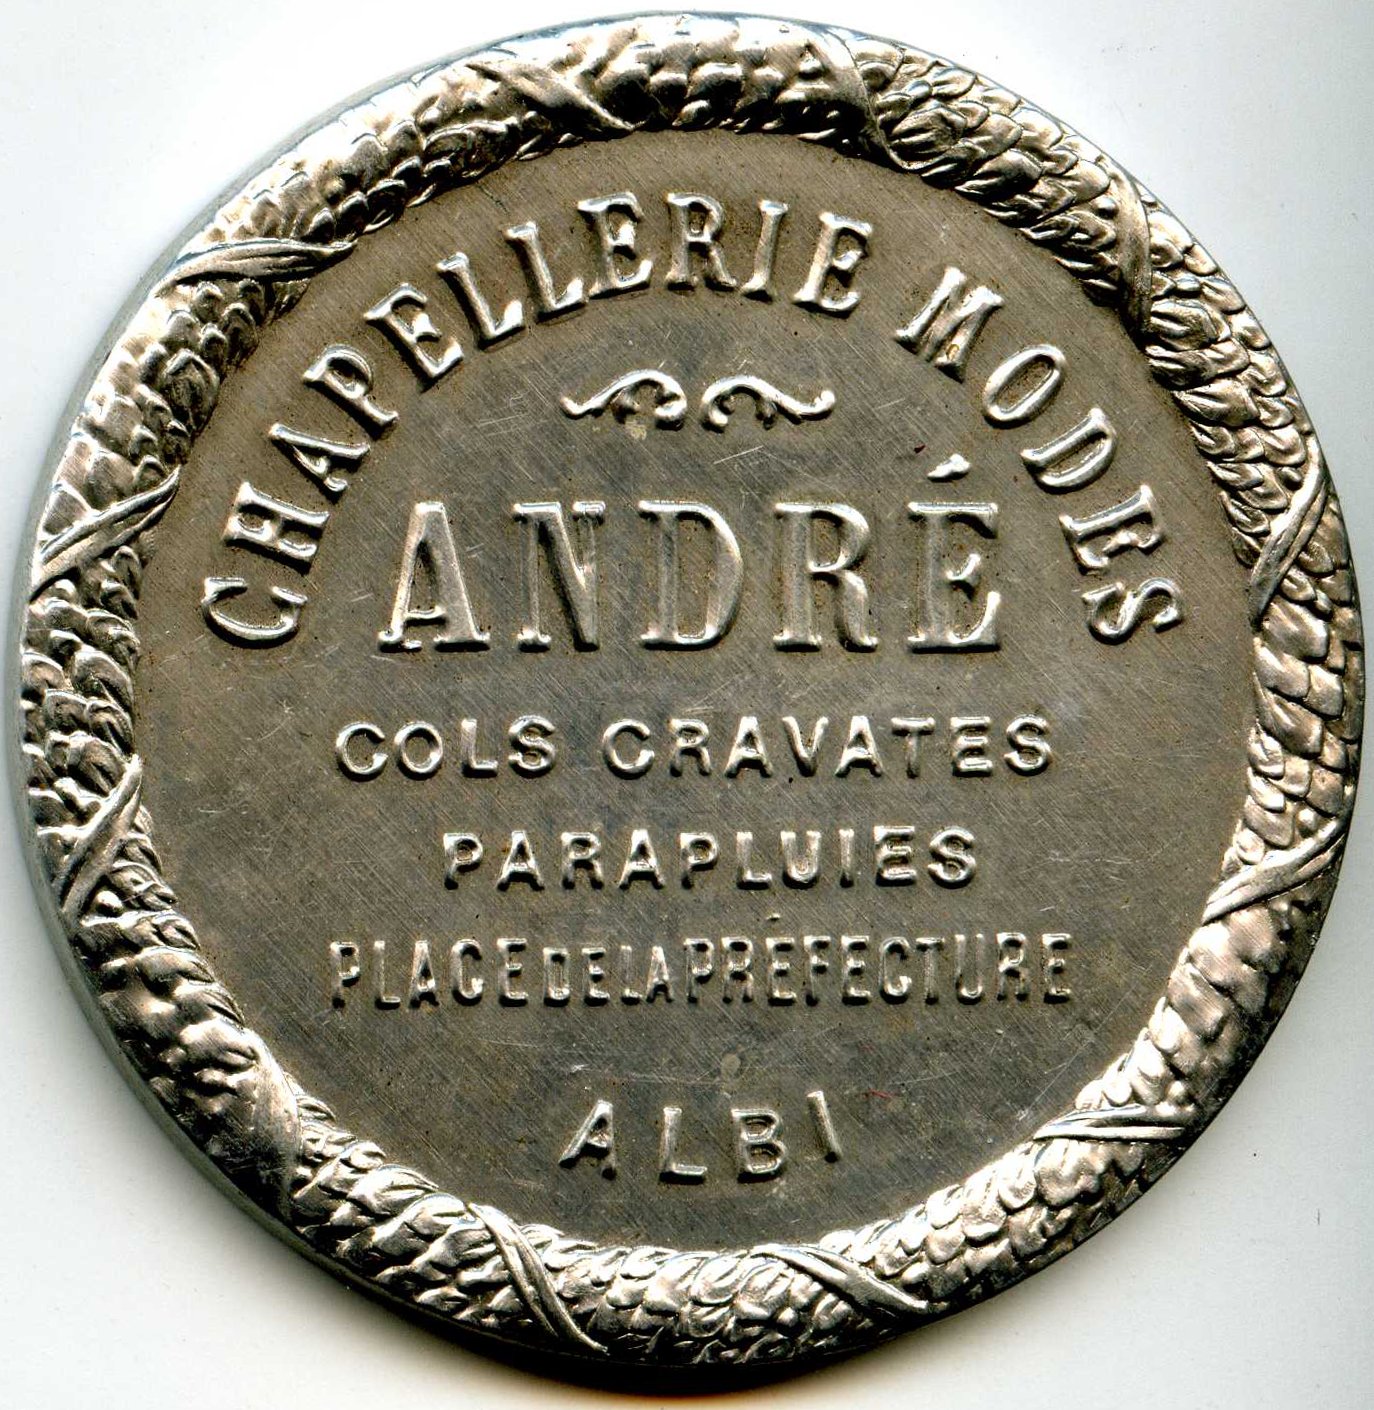 CHAPELLERIE MODES
ANDRÉ
COLS CRAVATES
PARAPLUIES
PLACE DE LA PRÉFECTURE
ALBI